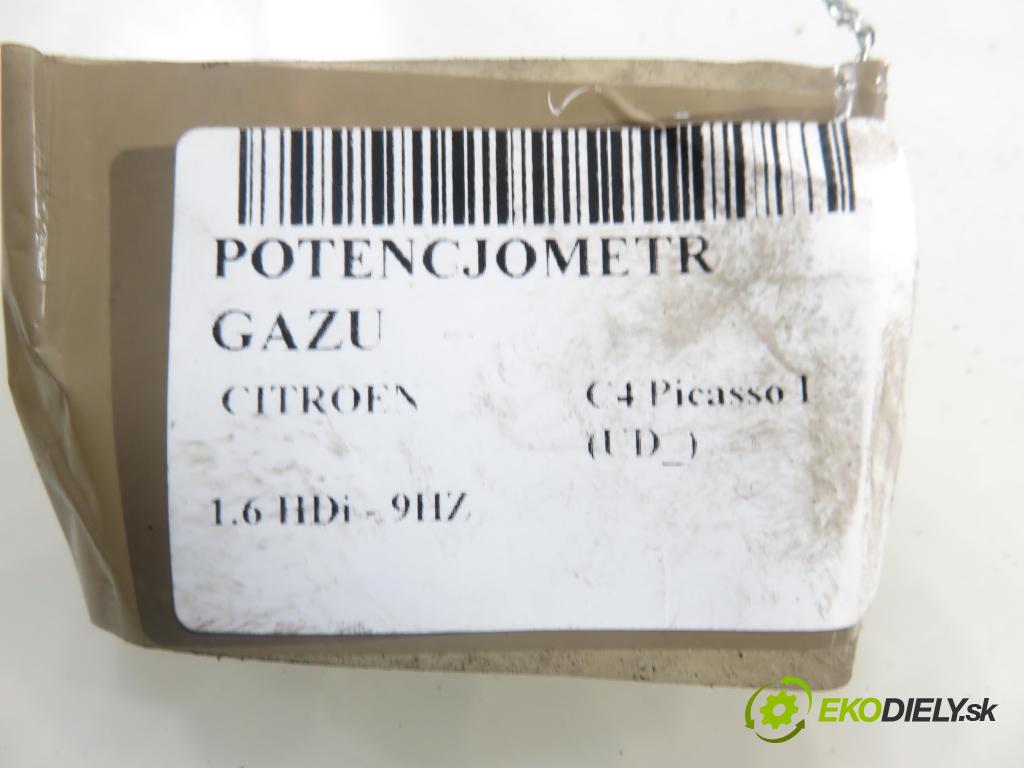 POTENCJOMETR
GAZU
CITROEN C4 Picasso I
(UD_)
1.6 HDi - 9HZ
EKODIELY.sk